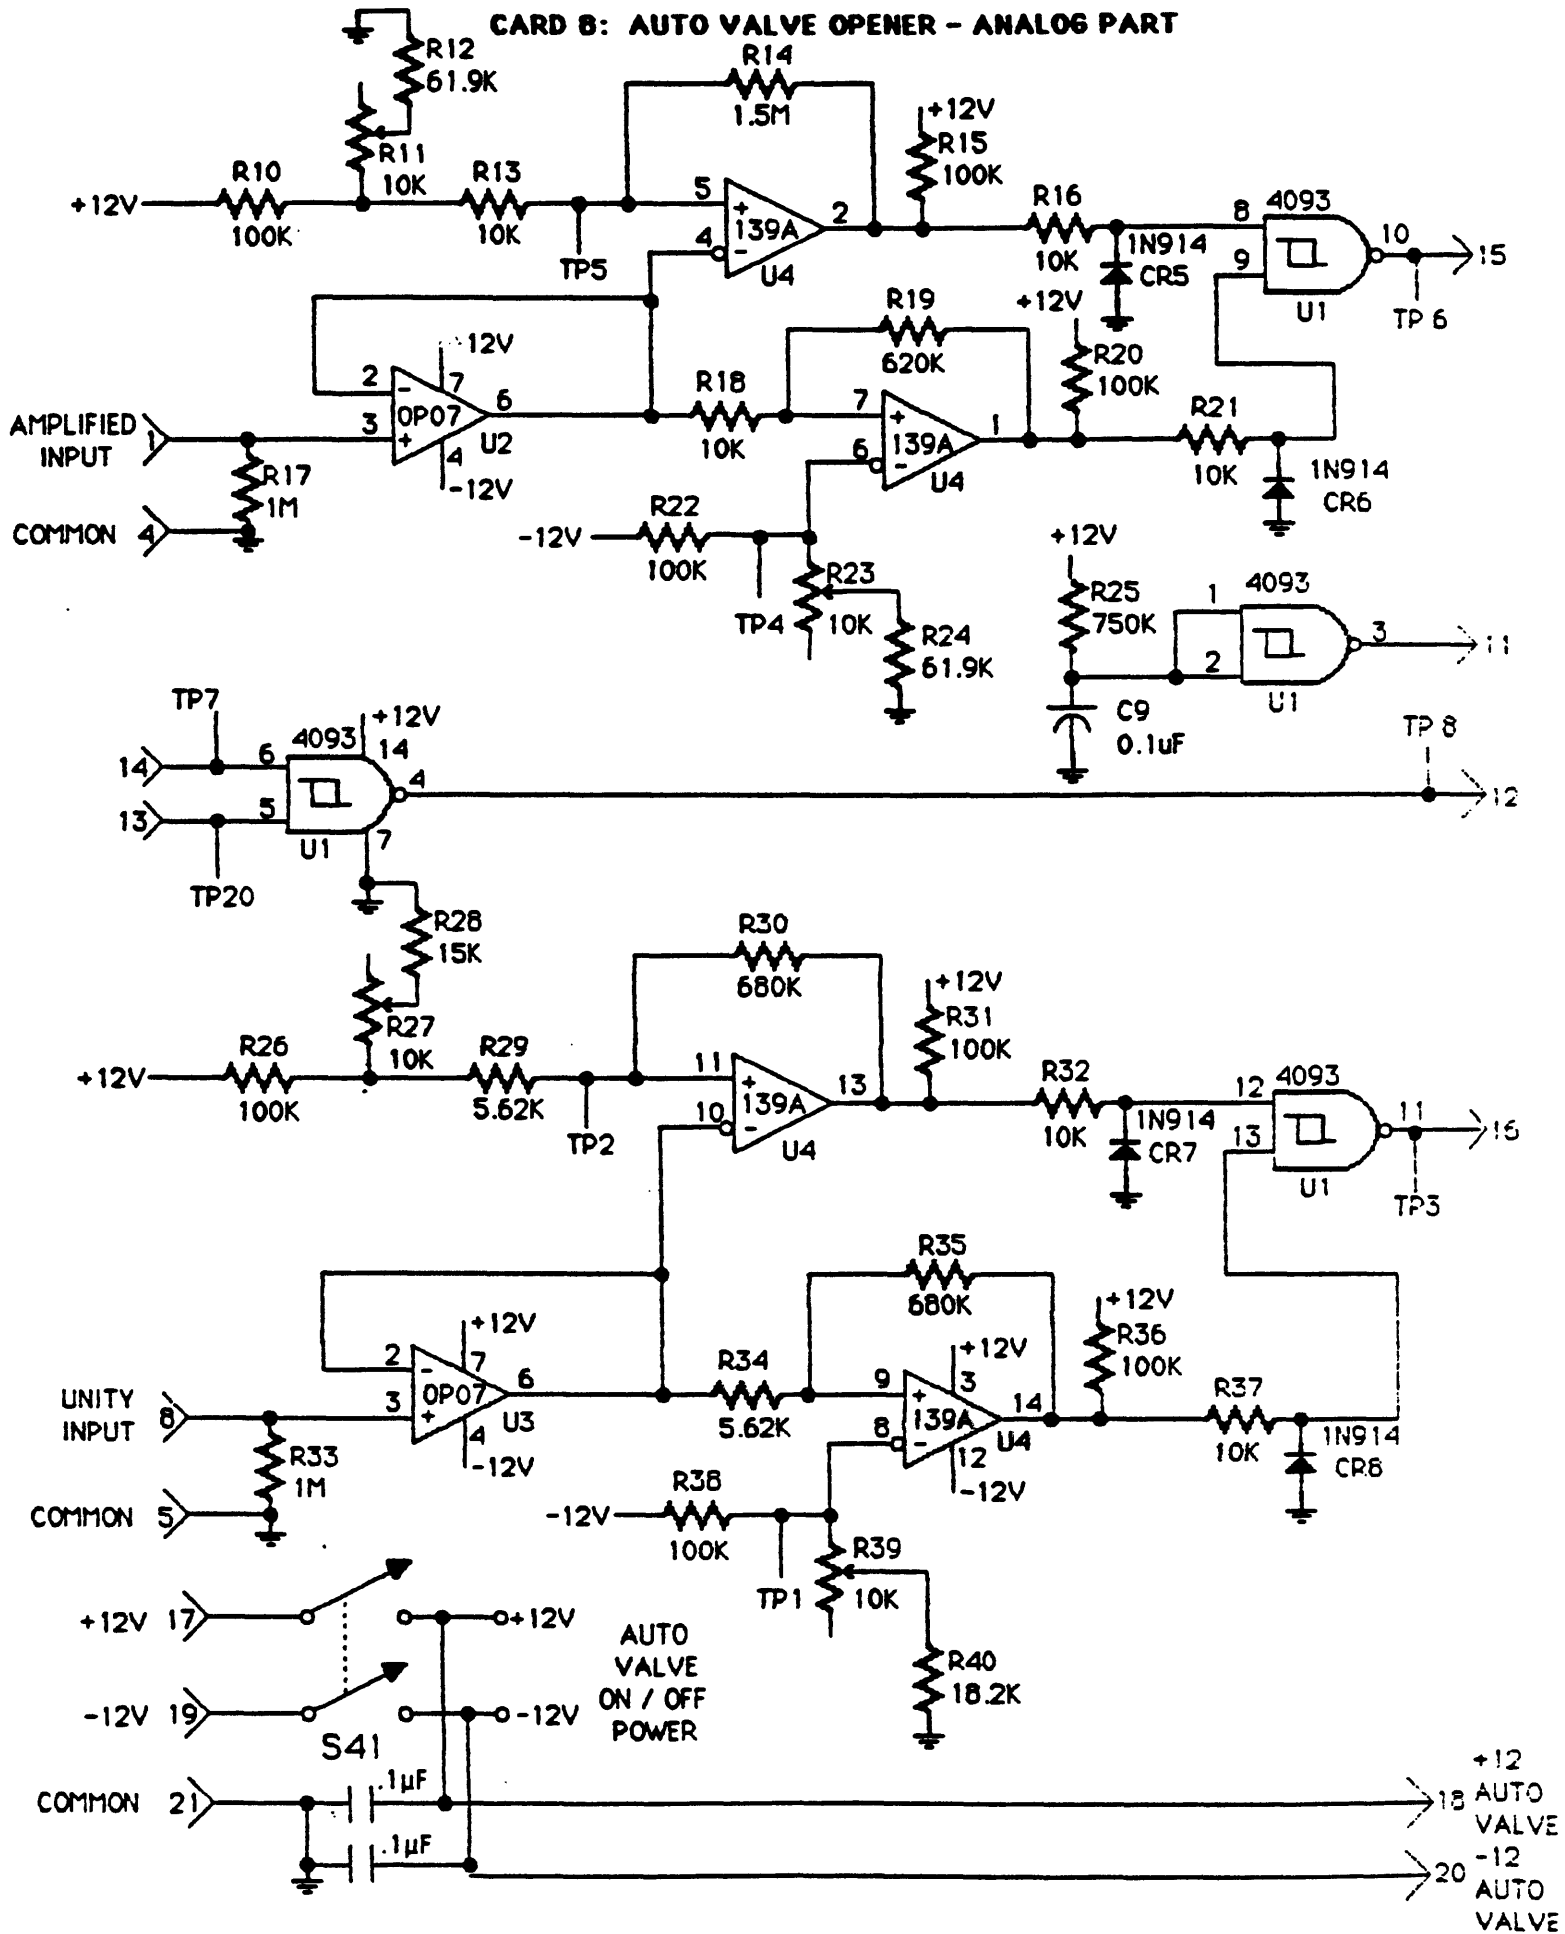 CARD 8: AUTO VALVE OPENER - ANALOG PART
R12
61.9K
R14
1.5M
+12V
R15
100K
R11
10K
R10
+12V
100K
R13
10K
TP5
5
+
4
-
139A
2
U4
R16
10K
1N914
CR5
8
9
4093
10
U1
15
TP6
R19
620K
+12V
R20
100K
12V
2
-
7
3
+
OP07
6
U2
4
-12V
AMPLIFIED
INPUT
1
R17
1M
COMMON
4
R18
10K
7
+
6
-
139A
1
U4
R21
10K
1N914
CR6
R22
-12V
100K
TP4
R23
10K
R24
61.9K
+12V
R25
750K
C9
0.1uF
1
2
4093
3
U1
11
TP7
14
6
4093
+12V
14
4
13
5
U1
7
TP20
TP8
12
R28
15K
R27
10K
R26
+12V
100K
R29
5.62K
TP2
R30
680K
+12V
R31
100K
11
+
10
-
139A
13
U4
R32
10K
1N914
CR7
12
13
4093
11
U1
16
TP3
R35
680K
+12V
R36
100K
+12V
2
-
7
3
+
OP07
6
U3
4
-12V
UNITY
INPUT
8
R33
1M
COMMON
5
R34
5.62K
+12V
3
9
+
8
-
139A
14
U4
12
-12V
R37
10K
1N914
CR8
R38
-12V
100K
TP1
R39
10K
R40
18.2K
+12V
17
+12V
-12V
19
-12V
S41
AUTO
VALVE
ON / OFF
POWER
COMMON
21
.1µF
.1µF
18
+12
AUTO
VALVE
20
-12
AUTO
VALVE